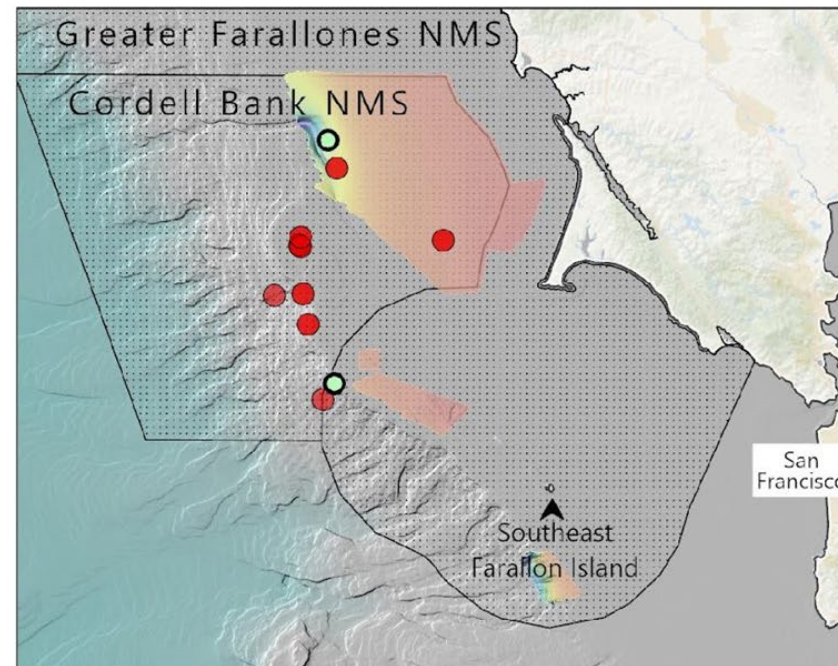 Greater Farallones NMS
Cordell Bank NMS
San
Francisco
Southeast
Farallon Island